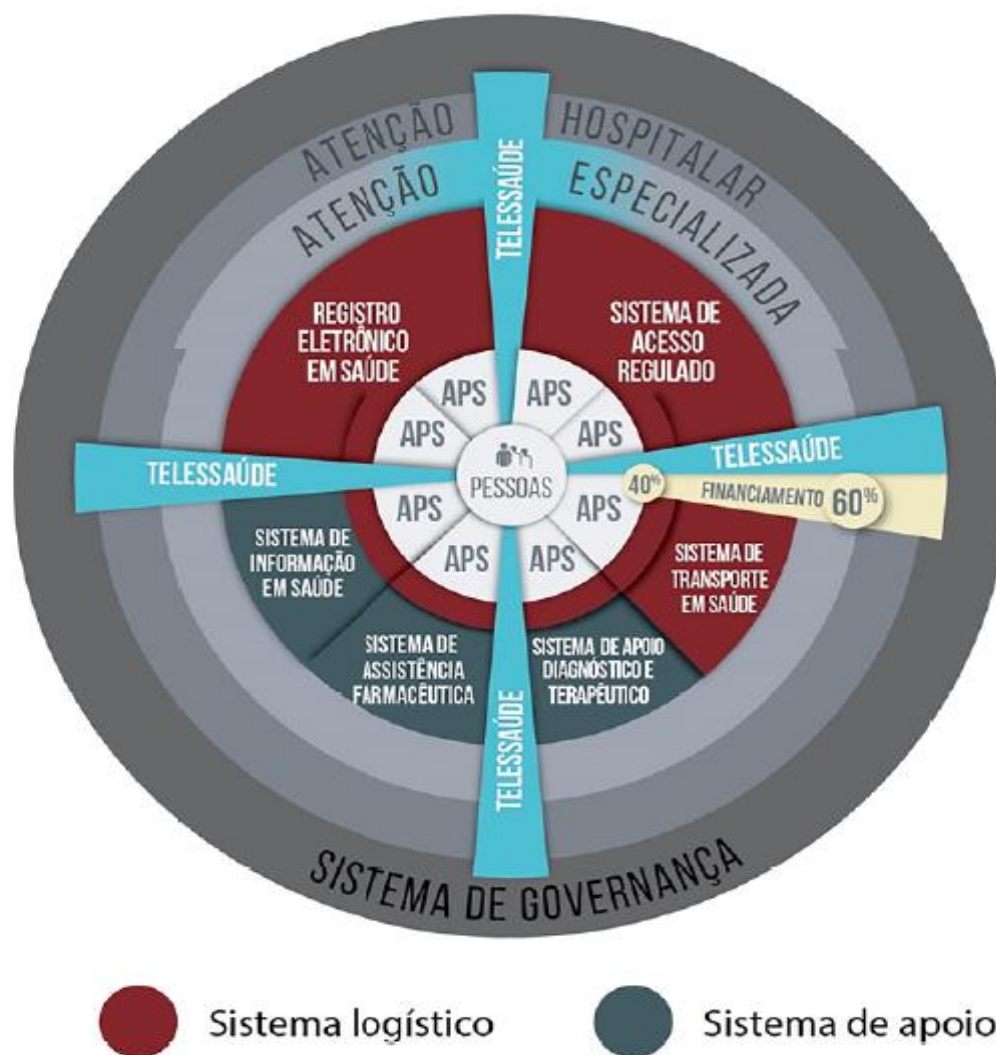 ATENÇÃO HOSPITALAR
ATENÇÃO ESPECIALIZADA
TELESSAÚDE
REGISTRO
ELETRÔNICO
EM SAÚDE
SISTEMA DE
ACESSO
REGULADO
APS
APS
APS
APS
TELESSAÚDE
PESSOAS
TELESSAÚDE
40%
FINANCIAMENTO
60%
APS
APS
APS
APS
SISTEMA DE
INFORMAÇÃO
EM SAÚDE
SISTEMA DE
TRANSPORTE
EM SAÚDE
SISTEMA DE
ASSISTÊNCIA
FARMACÊUTICA
SISTEMA DE APOIO
DIAGNÓSTICO E
TERAPÊUTICO
TELESSAÚDE
SISTEMA DE GOVERNANÇA
Sistema logístico
Sistema de apoio